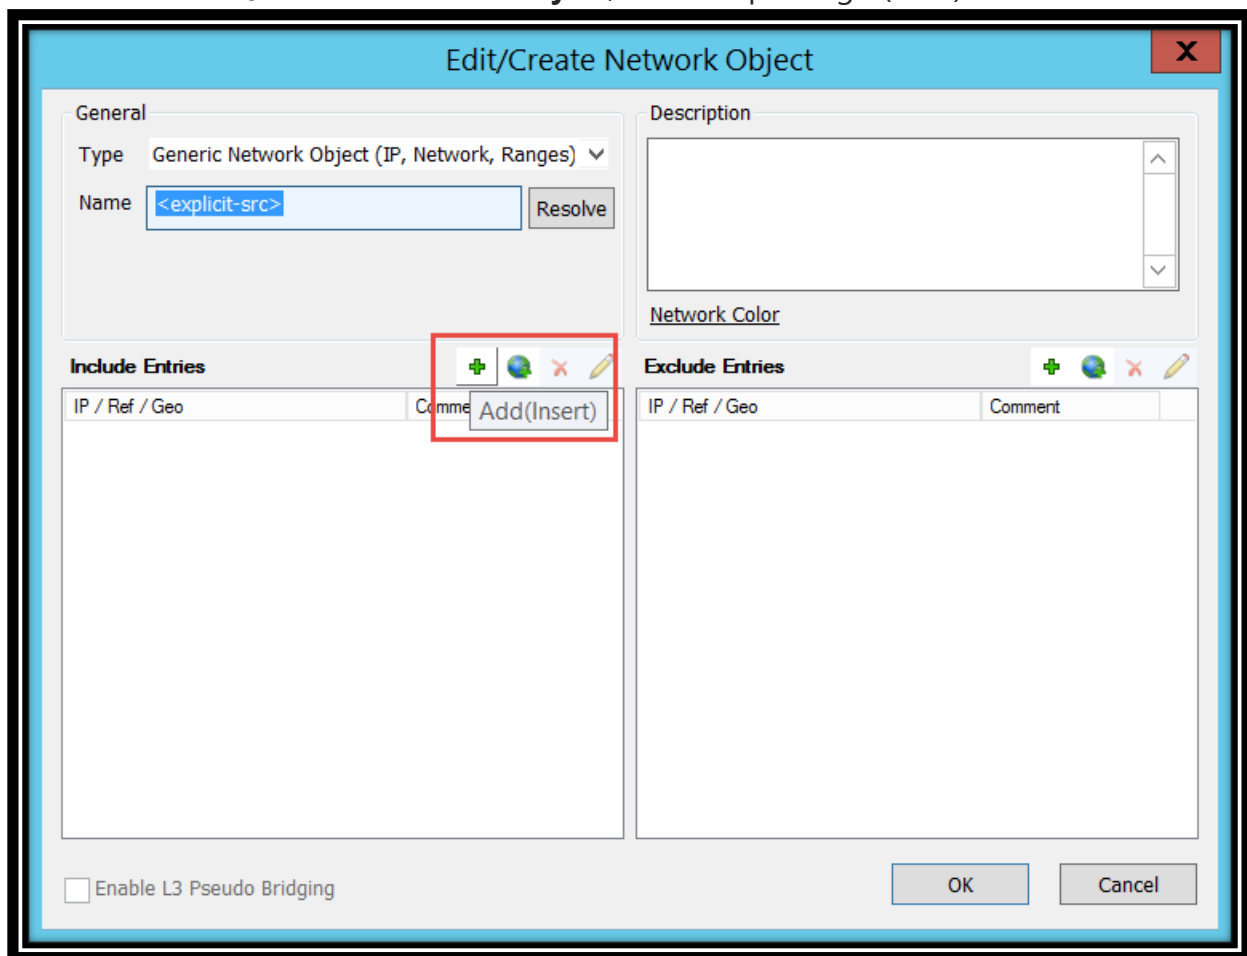 Edit/Create Network Object
X
General
Type Generic Network Object (IP, Network, Ranges)
Name <explicit-src> Resolve
Description
Network Color
Include Entries
IP / Ref / Geo
Add(Insert)
Exclude Entries
IP / Ref / Geo Comment
Enable L3 Pseudo Bridging
OK Cancel